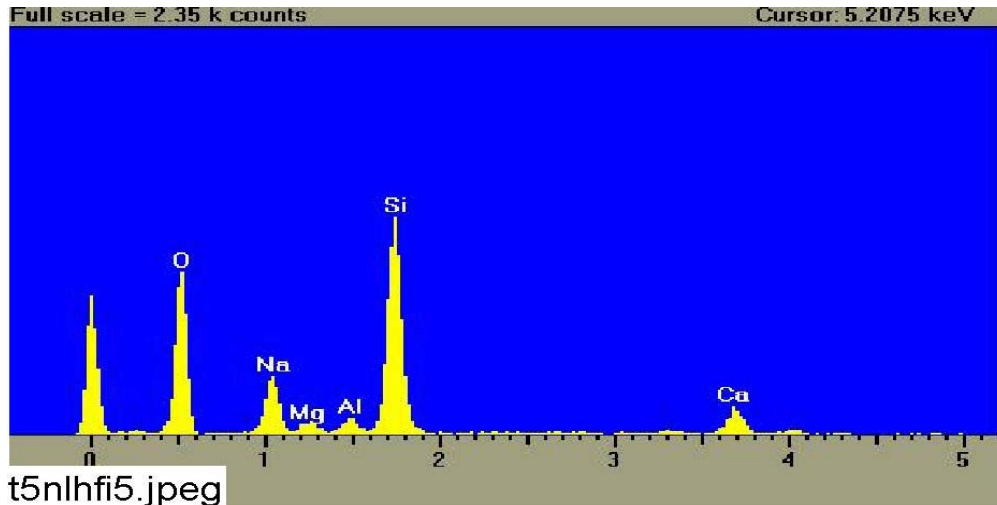 Full scale = 2.35 k counts Cursor: 5.2075 keV
Si
O
Na
Mg
Al
Ca
0 1 2 3 4 5
t5nlhfi5.jpeg